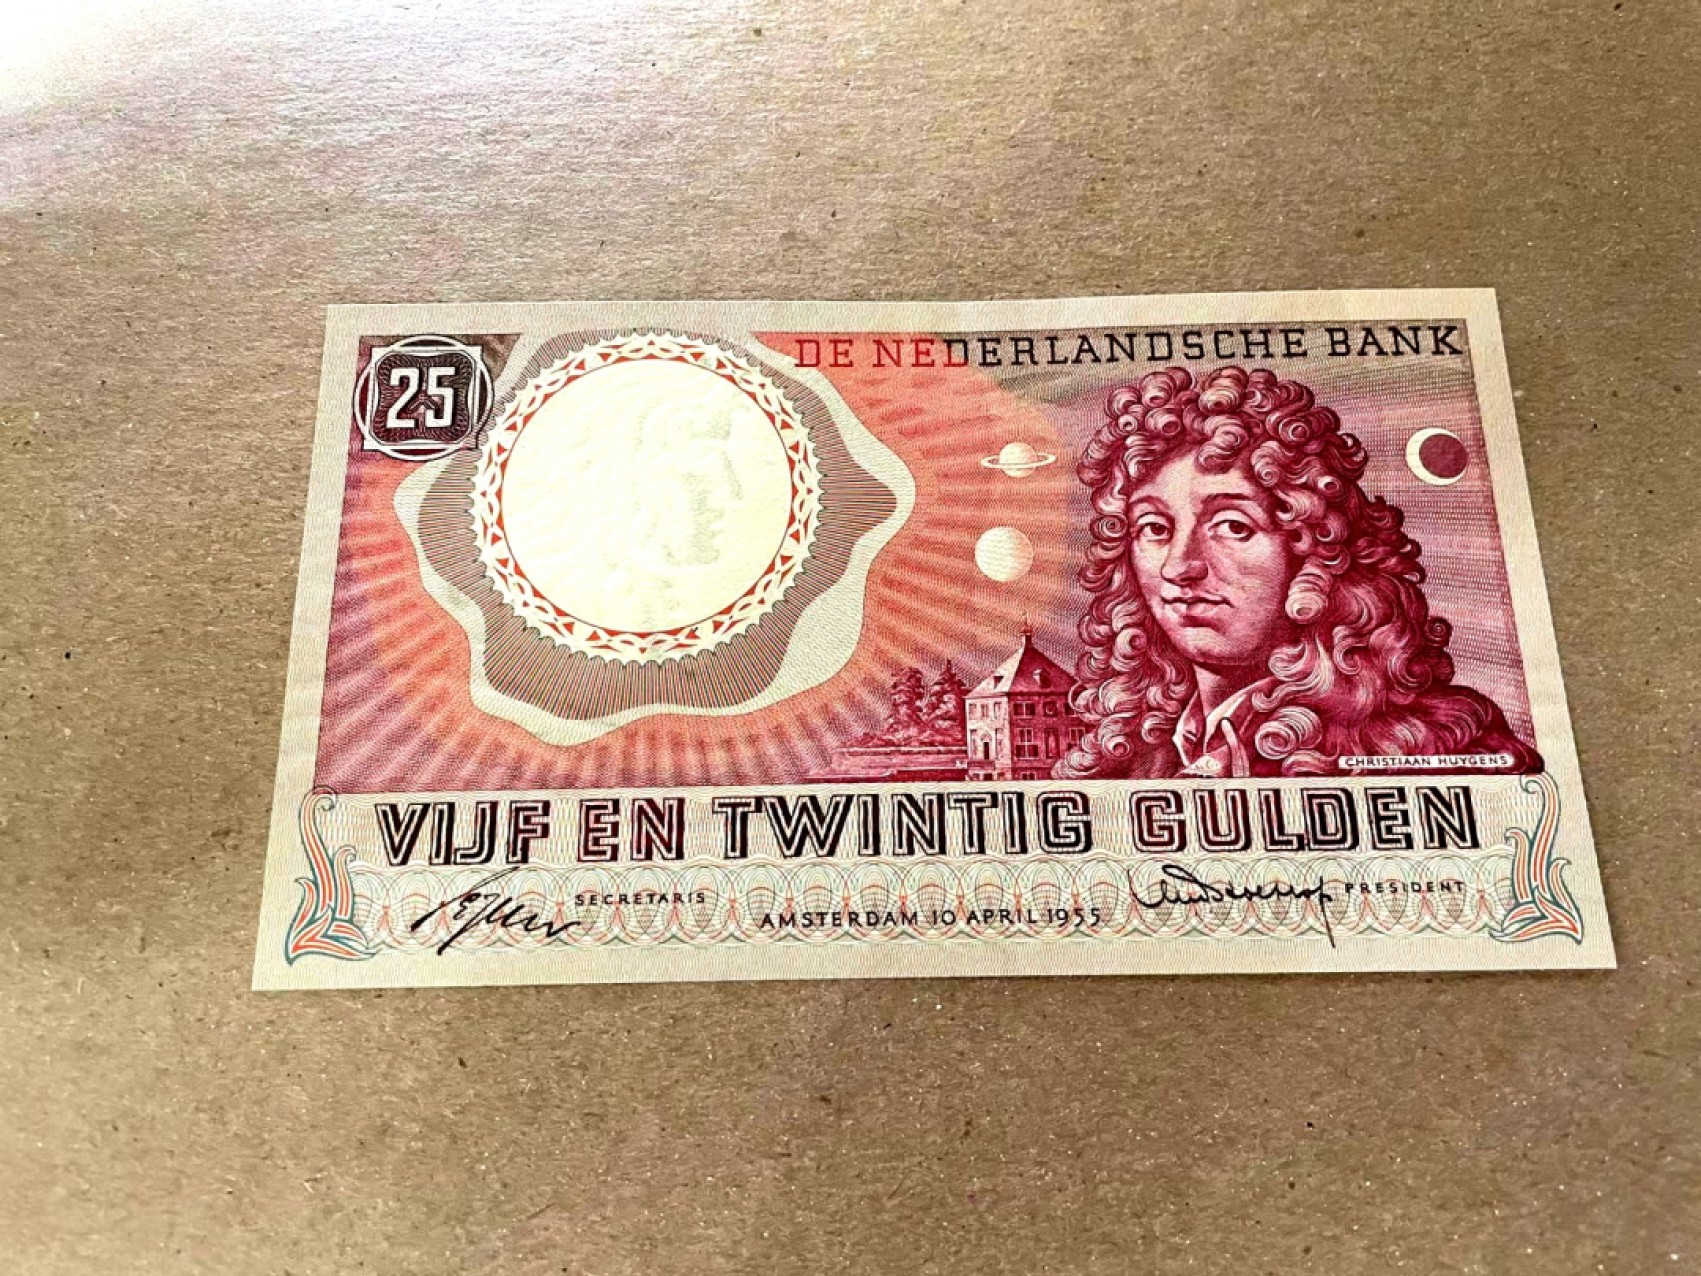 25
DE NEDERLANDSCHE BANK
CHRISTIAAN HUYGENS
VIJF EN TWINTIG GULDEN
SECRETARIS
AMSTERDAM 10 APRIL 1955
PRESIDENT